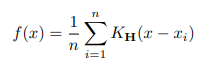 f(x) = \frac{1}{n} \sum_{i=1}^{n} K_{\mathbf{H}}(x - x_i)